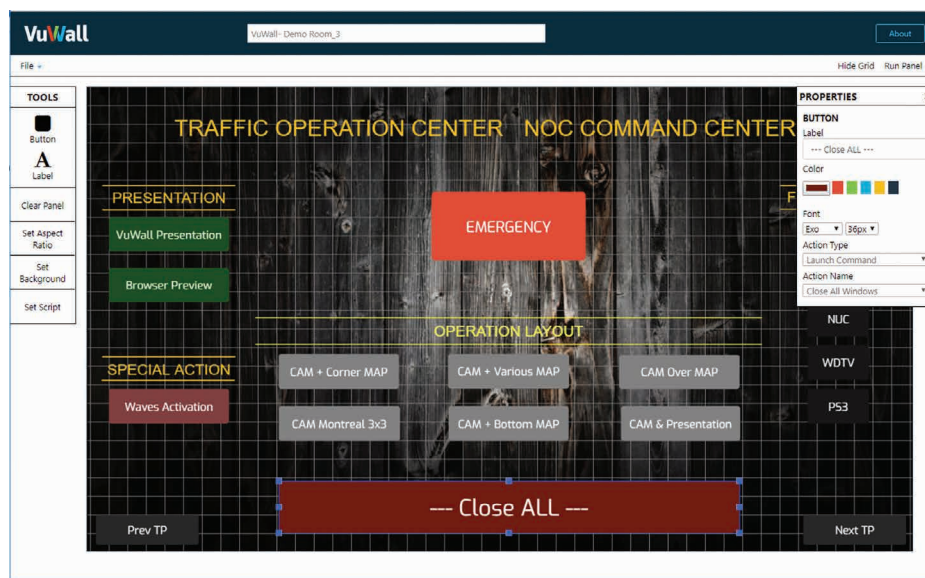 VuWall
VuWall- Demo Room_3
About
File
Hide Grid Run Panel
TOOLS
Button
A
Label
Clear Panel
Set Aspect
Ratio
Set
Background
Set Script
TRAFFIC OPERATION CENTER NOC COMMAND CENTER
PRESENTATION
VuWall Presentation
Browser Preview
EMERGENCY
F
OPERATION LAYOUT
SPECIAL ACTION
Waves Activation
CAM + Corner MAP
CAM + Various MAP
CAM Over MAP
CAM Montreal 3x3
CAM + Bottom MAP
CAM & Presentation
NUC
WDTV
PS3
--- Close ALL ---
Prev TP
Next TP
PROPERTIES
BUTTON
Label
--- Close ALL ---
Color
Font
Exo 36px
Action Type
Launch Command
Action Name
Close All Windows